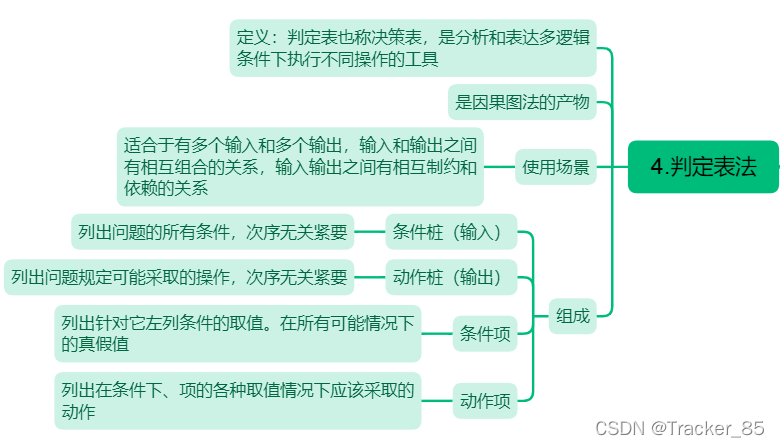 定义：判定表也称决策表，是分析和表达多逻辑
条件下执行不同操作的工具
是因果图法的产物
适合于有多个输入和多个输出，输入和输出之间
有相互组合的关系，输入输出之间有相互制约和
依赖的关系
使用场景
4.判定表法
列出问题的所有条件，次序无关紧要
条件桩（输入）
列出问题规定可能采取的操作，次序无关紧要
动作桩（输出）
组成
列出针对它左列条件的取值。在所有可能情况下
的真假值
条件项
列出在条件下、项的各种取值情况下应该采取的
动作
动作项
CSDN @Tracker_85